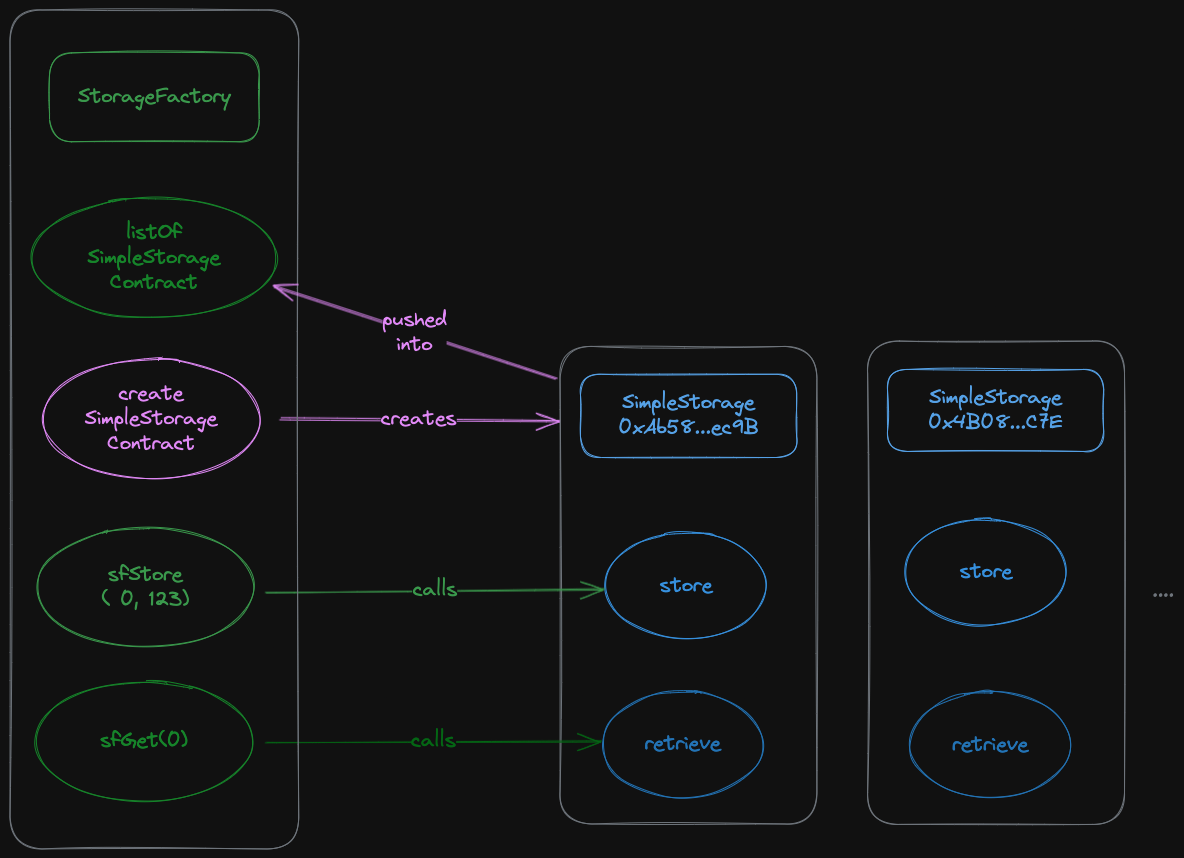 StorageFactory
listOf
SimpleStorage
Contract
pushed
into
create
SimpleStorage
Contract
creates
SimpleStorage
0xAb58...ec9B
SimpleStorage
0x4B08...C7E
sfStore
( 0, 123)
calls
store
store
....
sfGet(0)
calls
retrieve
retrieve